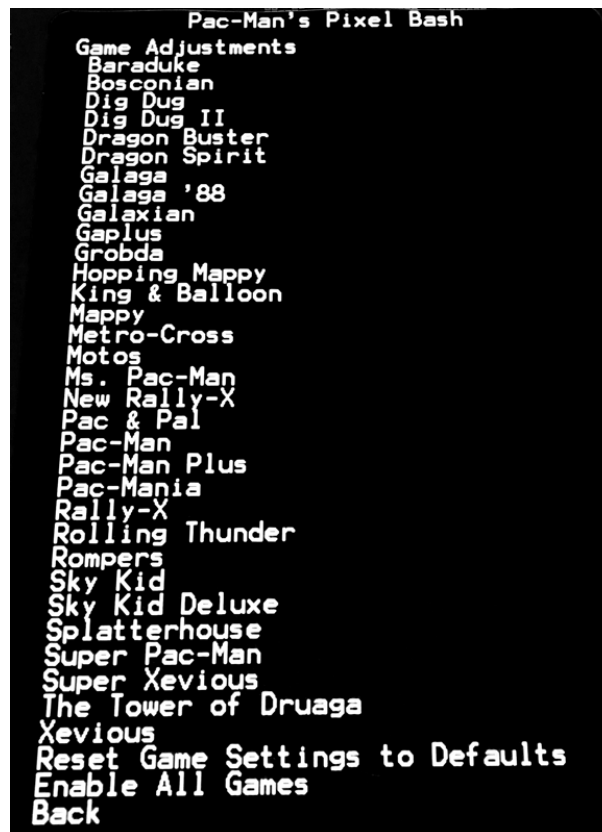 Pac-Man's Pixel Bash
Game Adjustments
Baraduke
Bosconian
Dig Dug
Dig Dug II
Dragon Buster
Dragon Spirit
Galaga
Galaga '88
Galaxian
Gaplus
Grobda
Hopping Mappy
King & Balloon
Mappy
Metro-Cross
Motos
Ms. Pac-Man
New Rally-X
Pac & Pal
Pac-Man
Pac-Man Plus
Pac-Mania
Rally-X
Rolling Thunder
Rompers
Sky Kid
Sky Kid Deluxe
Splatterhouse
Super Pac-Man
Super Xevious
The Tower of Druaga
Xevious
Reset Game Settings to Defaults
Enable All Games
Back